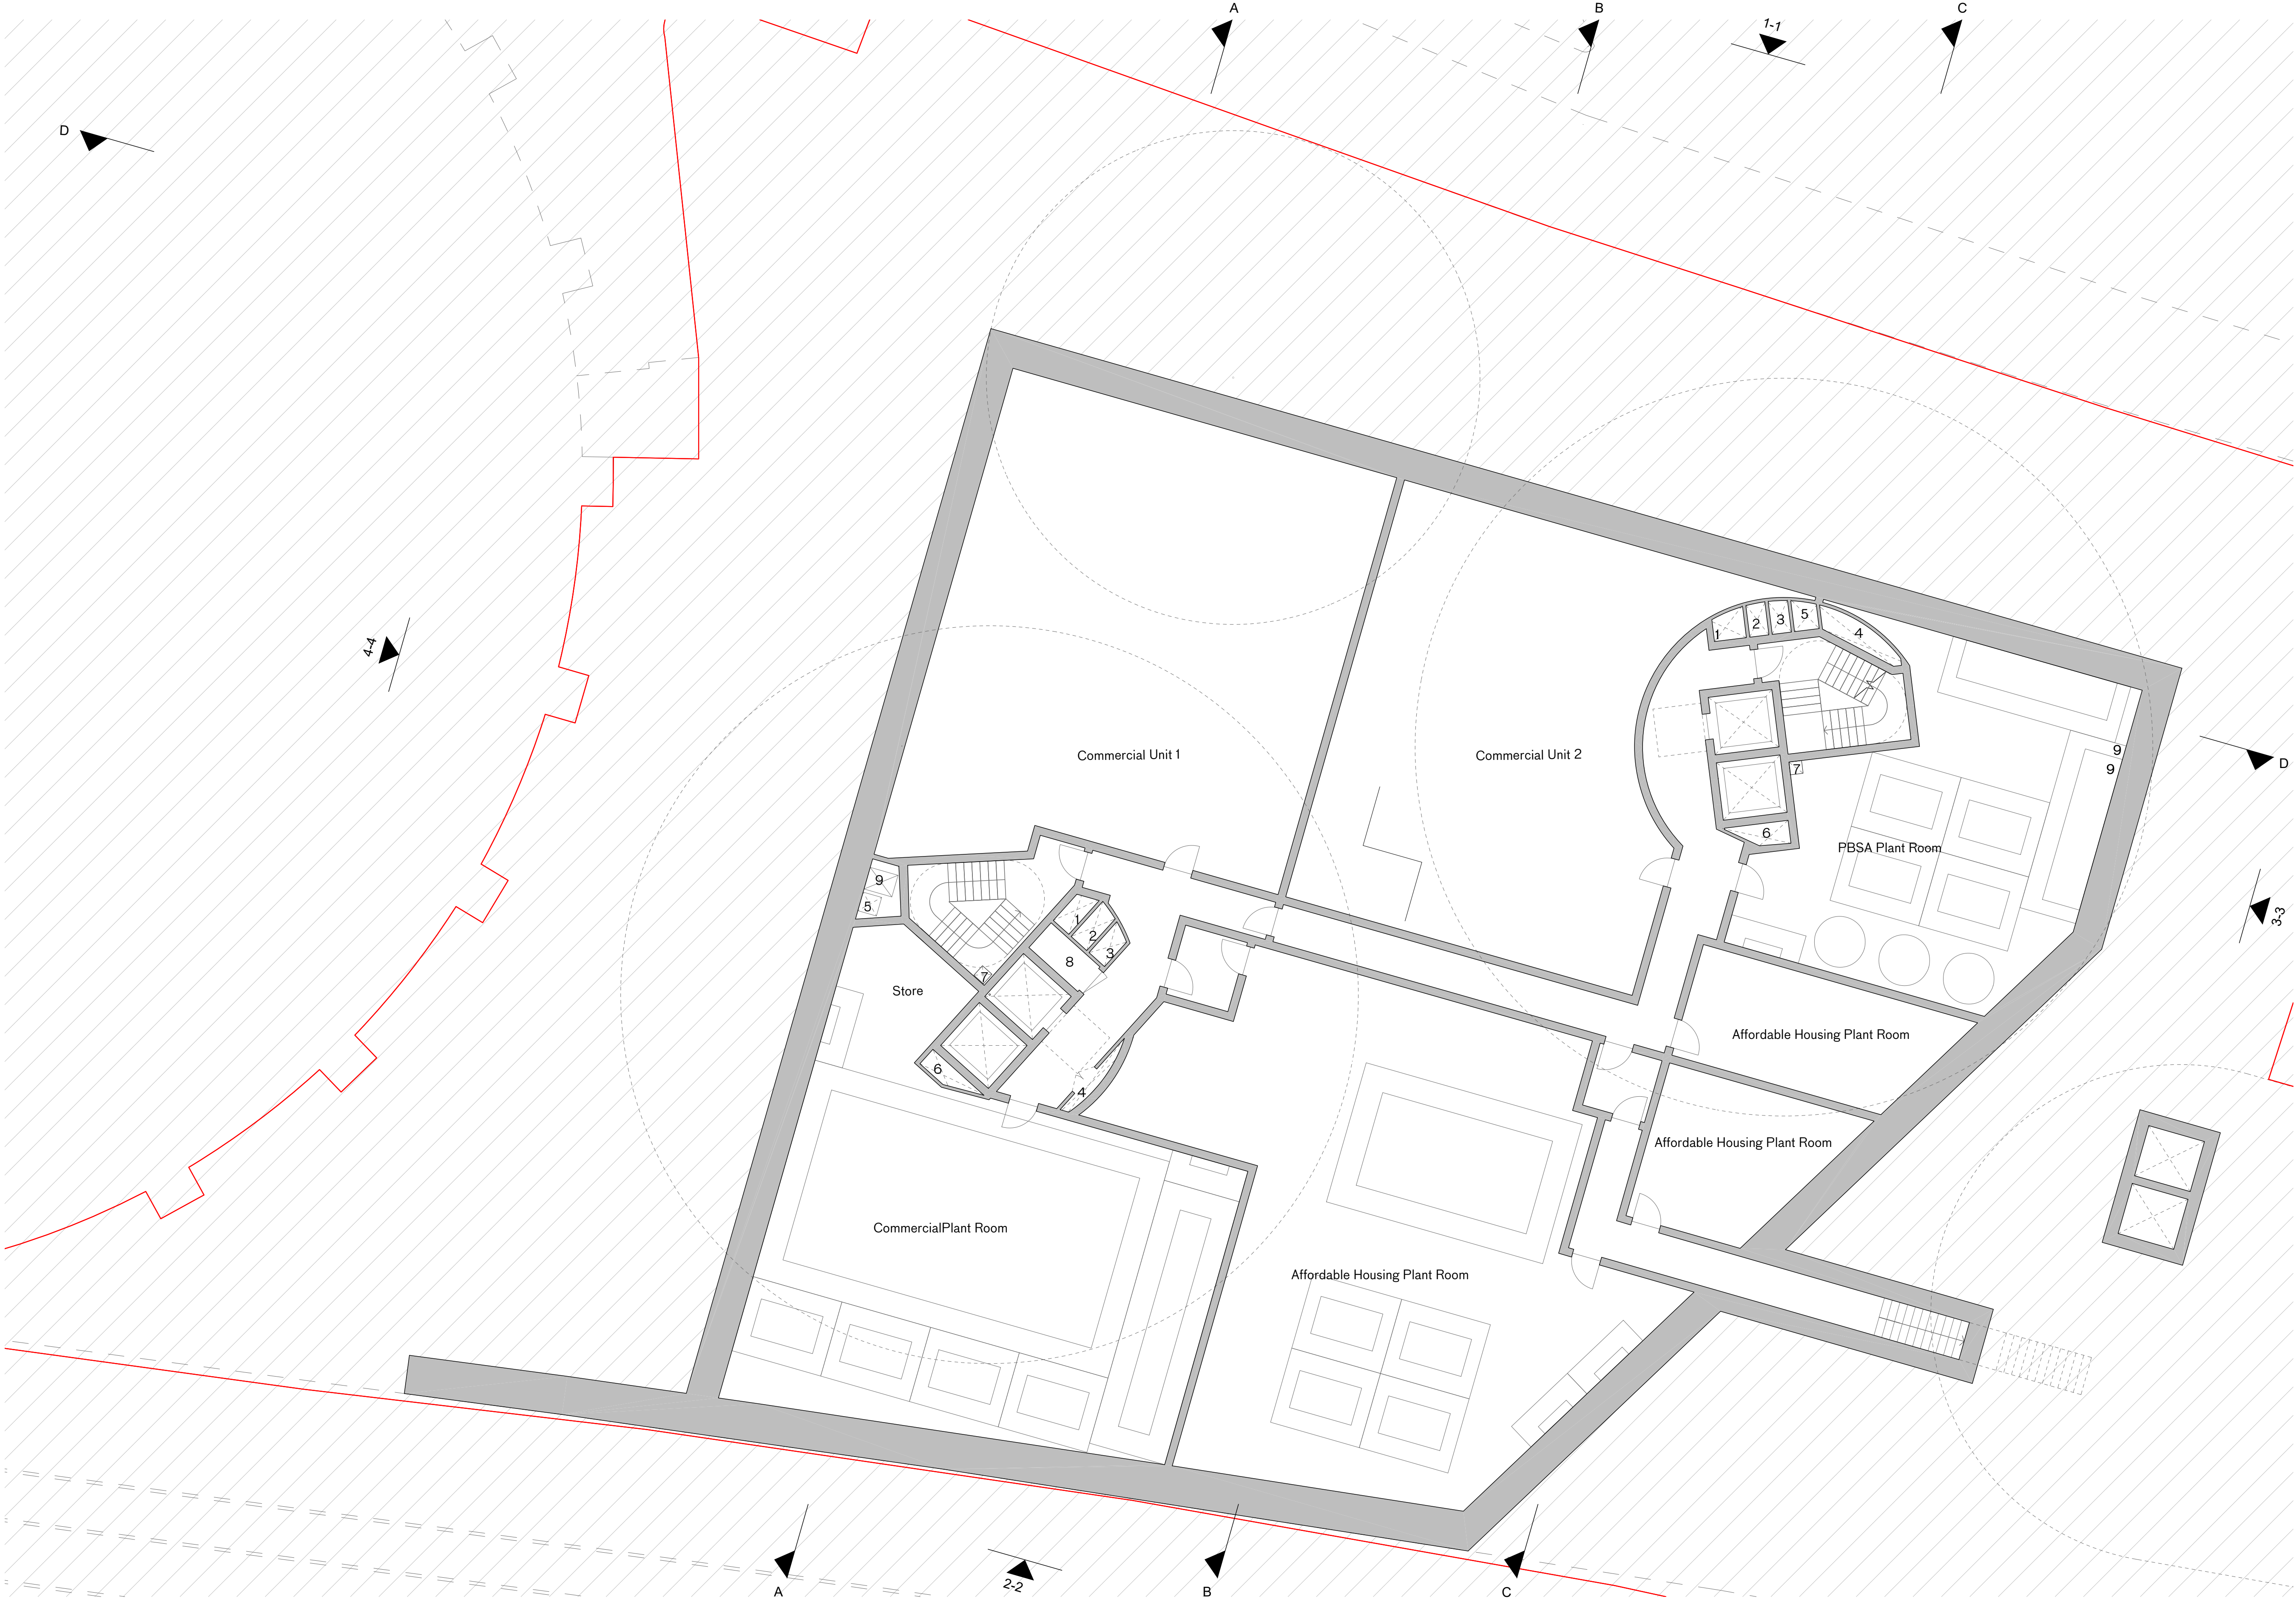 A
B
1-1
C
D
4-4
1
2
3
5
4
Commercial Unit 1
Commercial Unit 2
9
9
D
7
6
PBSA Plant Room
9
5
3-3
1
2
3
8
7
Store
Affordable Housing Plant Room
6
4
Affordable Housing Plant Room
CommercialPlant Room
Affordable Housing Plant Room
A
2-2
B
C